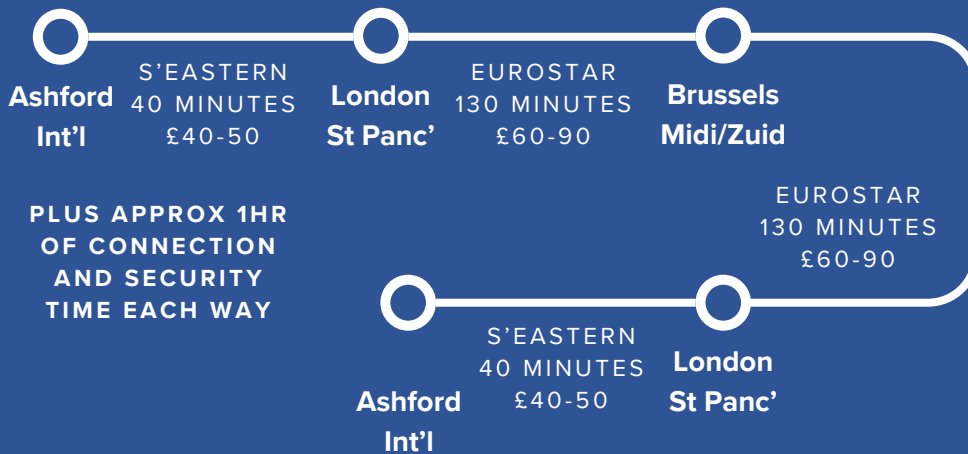 Ashford
Int'l
S'EASTERN
40 MINUTES
£40-50
London
St Panc'
EUROSTAR
130 MINUTES
£60-90
Brussels
Midi/Zuid
PLUS APPROX 1HR
OF CONNECTION
AND SECURITY
TIME EACH WAY
EUROSTAR
130 MINUTES
£60-90
London
St Panc'
S'EASTERN
40 MINUTES
£40-50
Ashford
Int'l